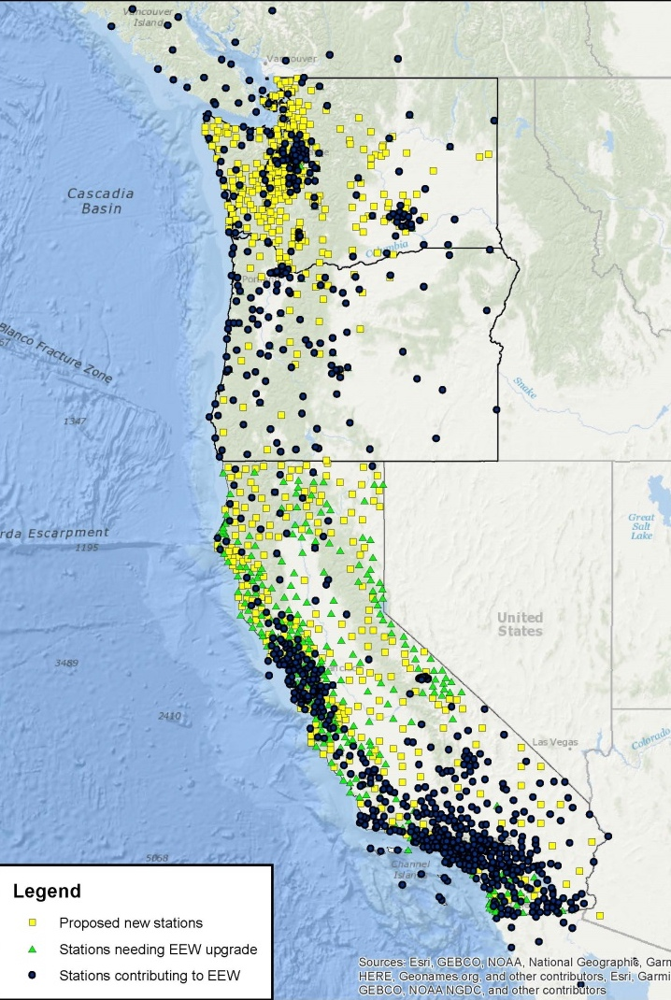 Vancouver
Island
Vancouver
Cascadia
Basin
Columbia
Blanco Fracture Zone
Snake
1347
rda Escarpment
1195
Great
Salt
Lake
United
States
3489
2410
Las Vegas
Colorado
5068
Channel
Legend
Proposed new stations
Stations needing EEW upgrade
Stations contributing to EEW
Sources: Esri, GEBCO, NOAA, National Geographic, Garm
HERE, Geonames.org, and other contributors, Esri, Garmi
GEBCO, NOAA NGDC, and other contributors